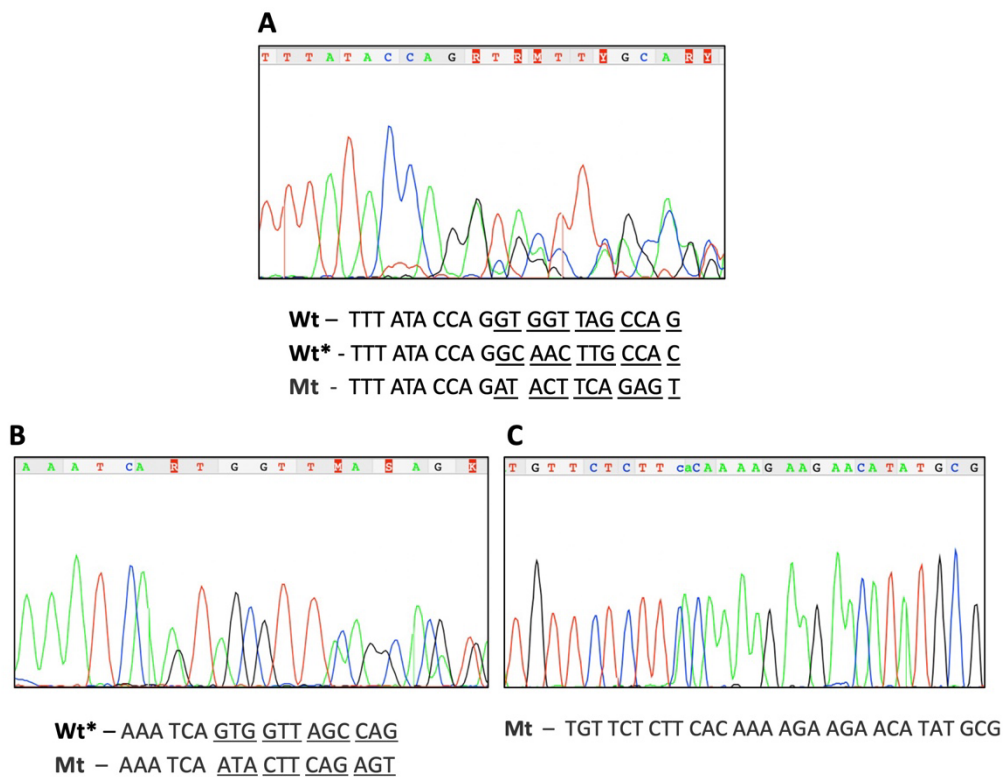 A
T T T A T A C C A G R T R M T T Y G C A R Y
Wt – TTT ATA CCA GGT GGT TAG CCA G
Wt* - TTT ATA CCA GGC AAC TTG CCA C
Mt - TTT ATA CCA GAT ACT TCA GAG T
B
A A A T C A R T G G T T M A S A G K
Wt* – AAA TCA GTG GTT AGC CAG
Mt – AAA TCA ATA CTT CAG AGT
C
T G T T C T C T T c a C A A A A G A A G A A C A T A T G C G
Mt – TGT TCT CTT CAC AAA AGA AGA ACA TAT GCG